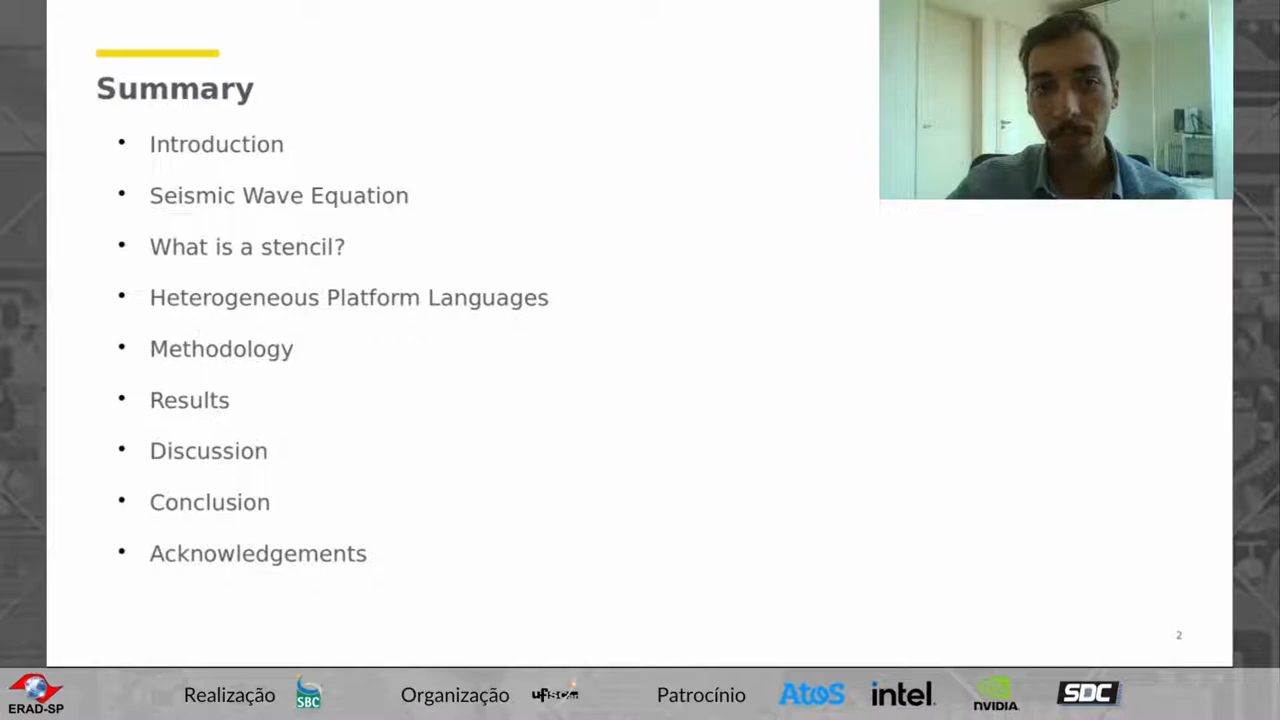 Summary
• Introduction
• Seismic Wave Equation
• What is a stencil?
• Heterogeneous Platform Languages
• Methodology
• Results
• Discussion
• Conclusion
• Acknowledgements
2
ERAD-SP
Realização
SBC
Organização
ufscar
Patrocínio
Atos
intel.
NVIDIA
SDC